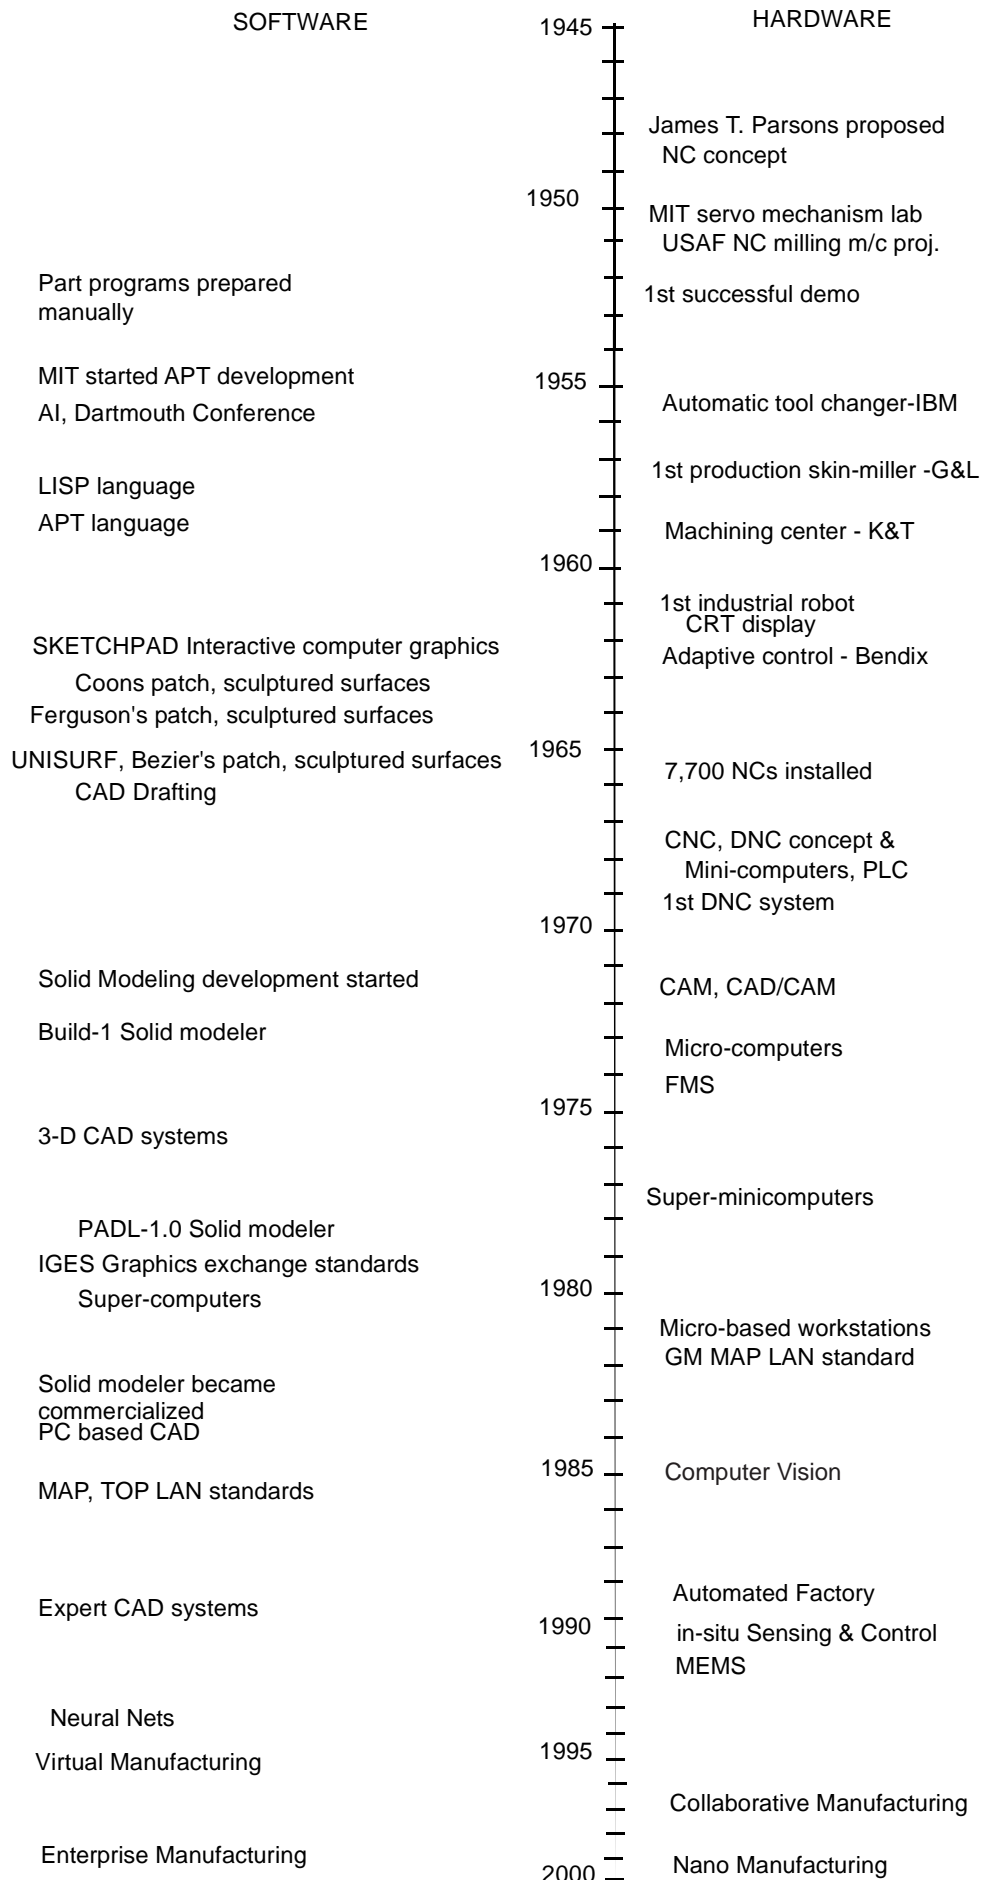 SOFTWARE
1945
HARDWARE
James T. Parsons proposed
NC concept
1950
MIT servo mechanism lab
USAF NC milling m/c proj.
Part programs prepared
manually
1st successful demo
MIT started APT development
1955
AI, Dartmouth Conference
Automatic tool changer-IBM
1st production skin-miller -G&L
LISP language
APT language
Machining center - K&T
1960
1st industrial robot
CRT display
SKETCHPAD Interactive computer graphics
Adaptive control - Bendix
Coons patch, sculptured surfaces
Ferguson's patch, sculptured surfaces
1965
UNISURF, Bezier's patch, sculptured surfaces
7,700 NCs installed
CAD Drafting
CNC, DNC concept &
Mini-computers, PLC
1st DNC system
1970
Solid Modeling development started
CAM, CAD/CAM
Build-1 Solid modeler
Micro-computers
FMS
1975
3-D CAD systems
Super-minicomputers
PADL-1.0 Solid modeler
IGES Graphics exchange standards
1980
Super-computers
Micro-based workstations
GM MAP LAN standard
Solid modeler became
commercialized
PC based CAD
1985
Computer Vision
MAP, TOP LAN standards
Automated Factory
Expert CAD systems
1990
in-situ Sensing & Control
MEMS
Neural Nets
1995
Virtual Manufacturing
Collaborative Manufacturing
Enterprise Manufacturing
Nano Manufacturing
2000